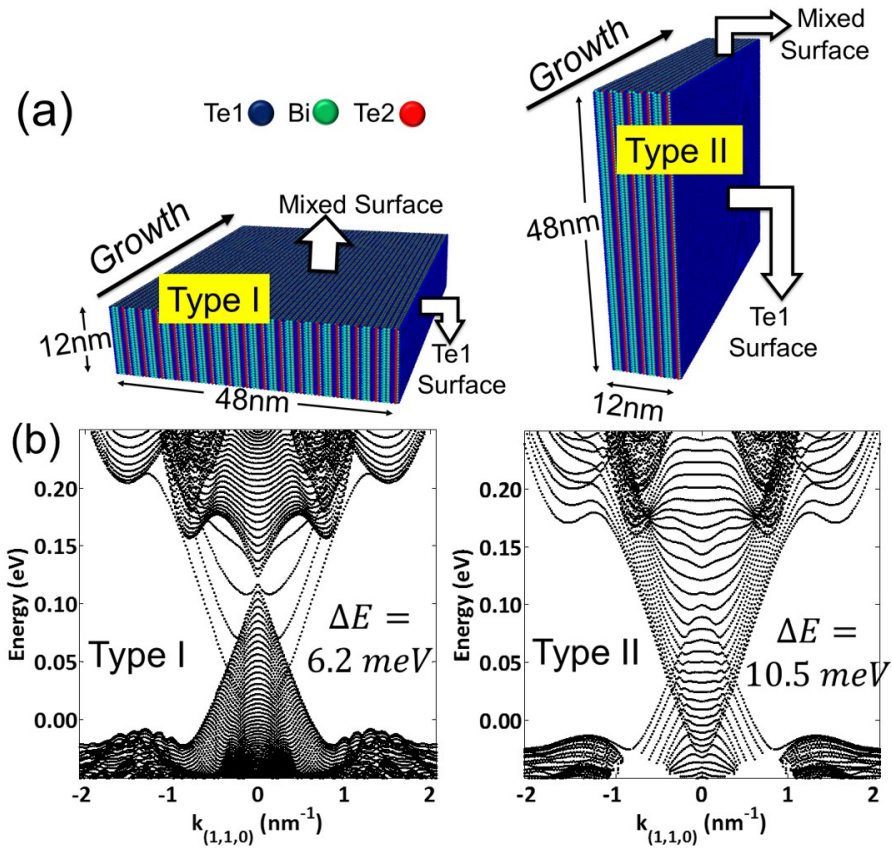 (a)
Te1 Bi Te2
Growth
Mixed Surface
Type I
12nm
48nm
Te1
Surface
Growth
Mixed
Surface
Type II
48nm
12nm
Te1
Surface
(b)
Energy (eV)
0.20
0.15
0.10
0.05
0.00
Type I
ΔE =
6.2 meV
-2 -1 0 1 2
k(1,1,0) (nm-1)
Energy (eV)
0.20
0.15
0.10
0.05
0.00
Type II
ΔE =
10.5 meV
-2 -1 0 1 2
k(1,1,0) (nm-1)